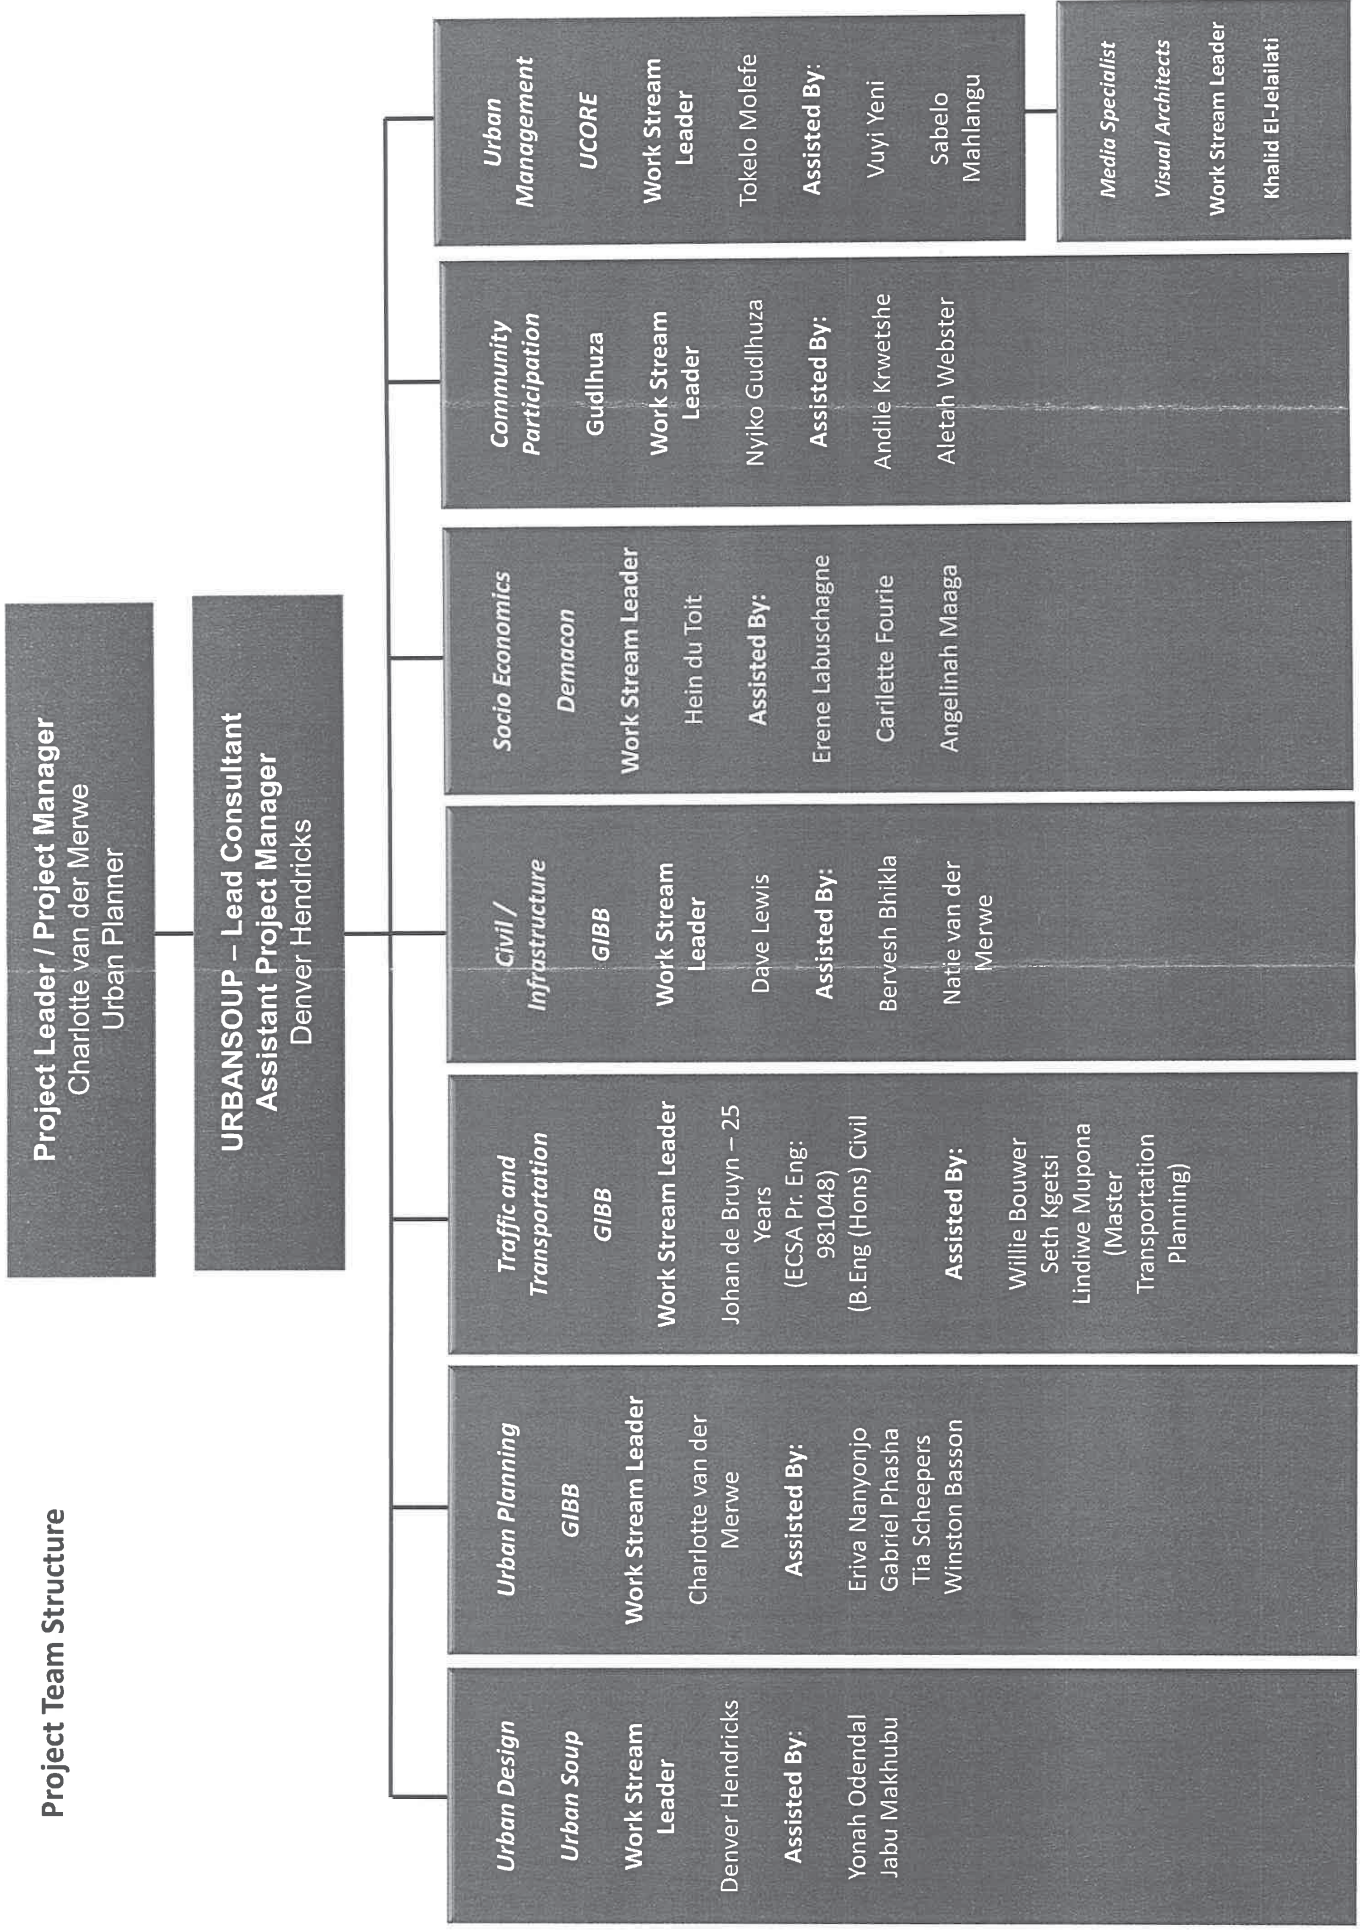 Project Team Structure
Project Leader / Project Manager
Charlotte van der Merwe
Urban Planner
URBANSOUP – Lead Consultant
Assistant Project Manager
Denver Hendricks
Urban Design
Urban Soup
Work Stream
Leader
Denver Hendricks
Assisted By:
Yonah Odendal
Jabu Makhubu
Urban Planning
GIBB
Work Stream Leader
Charlotte van der
Merwe
Assisted By:
Eriva Nanyonjo
Gabriel Phasha
Tia Scheepers
Winston Basson
Traffic and
Transportation
GIBB
Work Stream Leader
Johan de Bruyn – 25
Years
(ECSA Pr. Eng:
981048)
(B.Eng (Hons) Civil
Assisted By:
Willie Bouwer
Seth Kgetsi
Lindiwe Mupona
(Master
Transportation
Planning)
Civil /
Infrastructure
GIBB
Work Stream
Leader
Dave Lewis
Assisted By:
Bervesh Bhikla
Natie van der
Merwe
Socio Economics
Demacon
Work Stream Leader
Hein du Toit
Assisted By:
Erene Labuschagne
Carilette Fourie
Angelinah Maaga
Community
Participation
Gudlhuza
Work Stream
Leader
Nyiko Gudlhuza
Assisted By:
Andile Krwetshe
Aletah Webster
Urban
Management
UCORE
Work Stream
Leader
Tokelo Molefe
Assisted By:
Vuyi Yeni
Sabelo
Mahlangu
Media Specialist
Visual Architects
Work Stream Leader
Khalid El-Jelailati